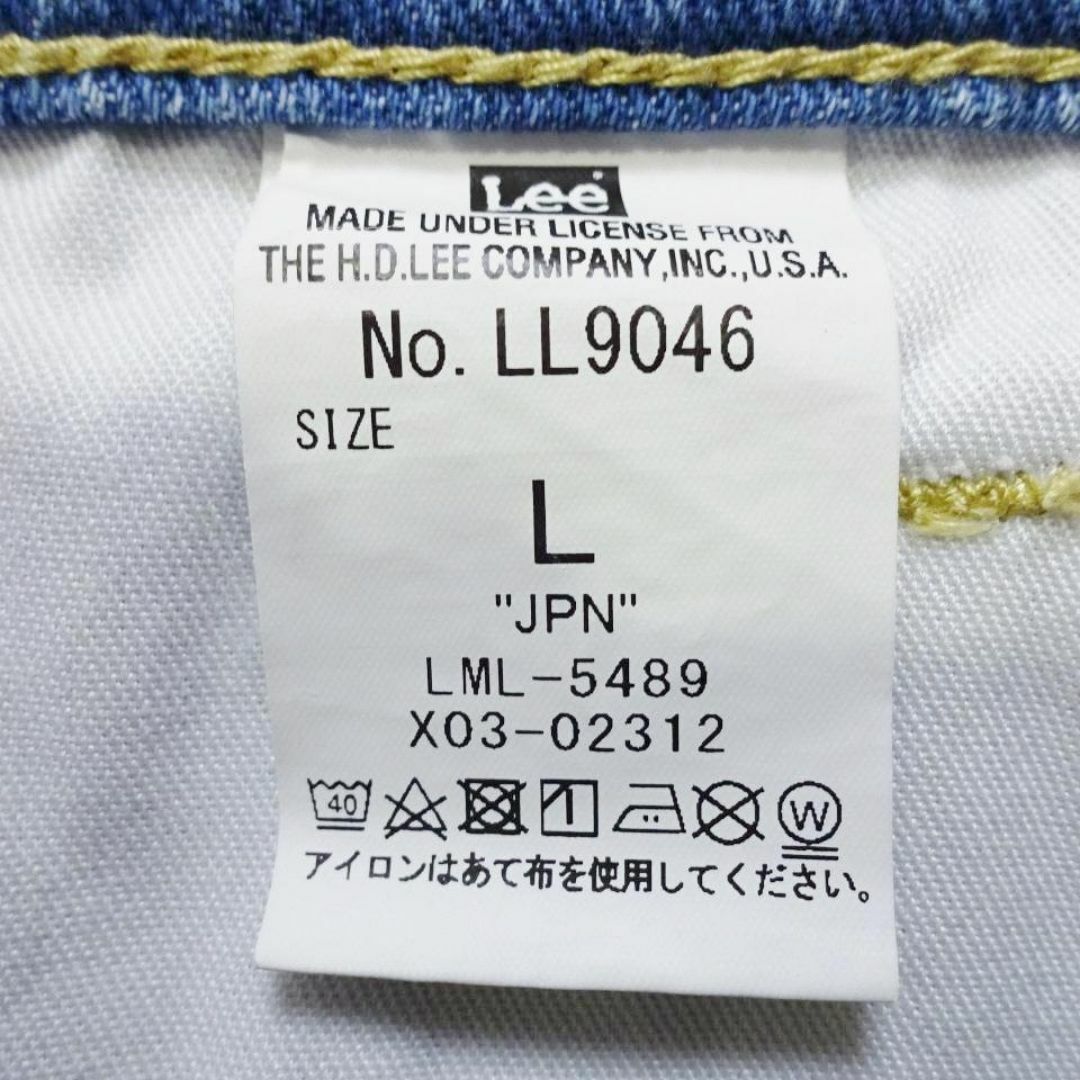 Lee
MADE UNDER LICENSE FROM
THE H.D.LEE COMPANY,INC.,U.S.A.
No. LL9046
SIZE
L
"JPN"
LML-5489
X03-02312
40 W
アイロンはあて布を使用してください。